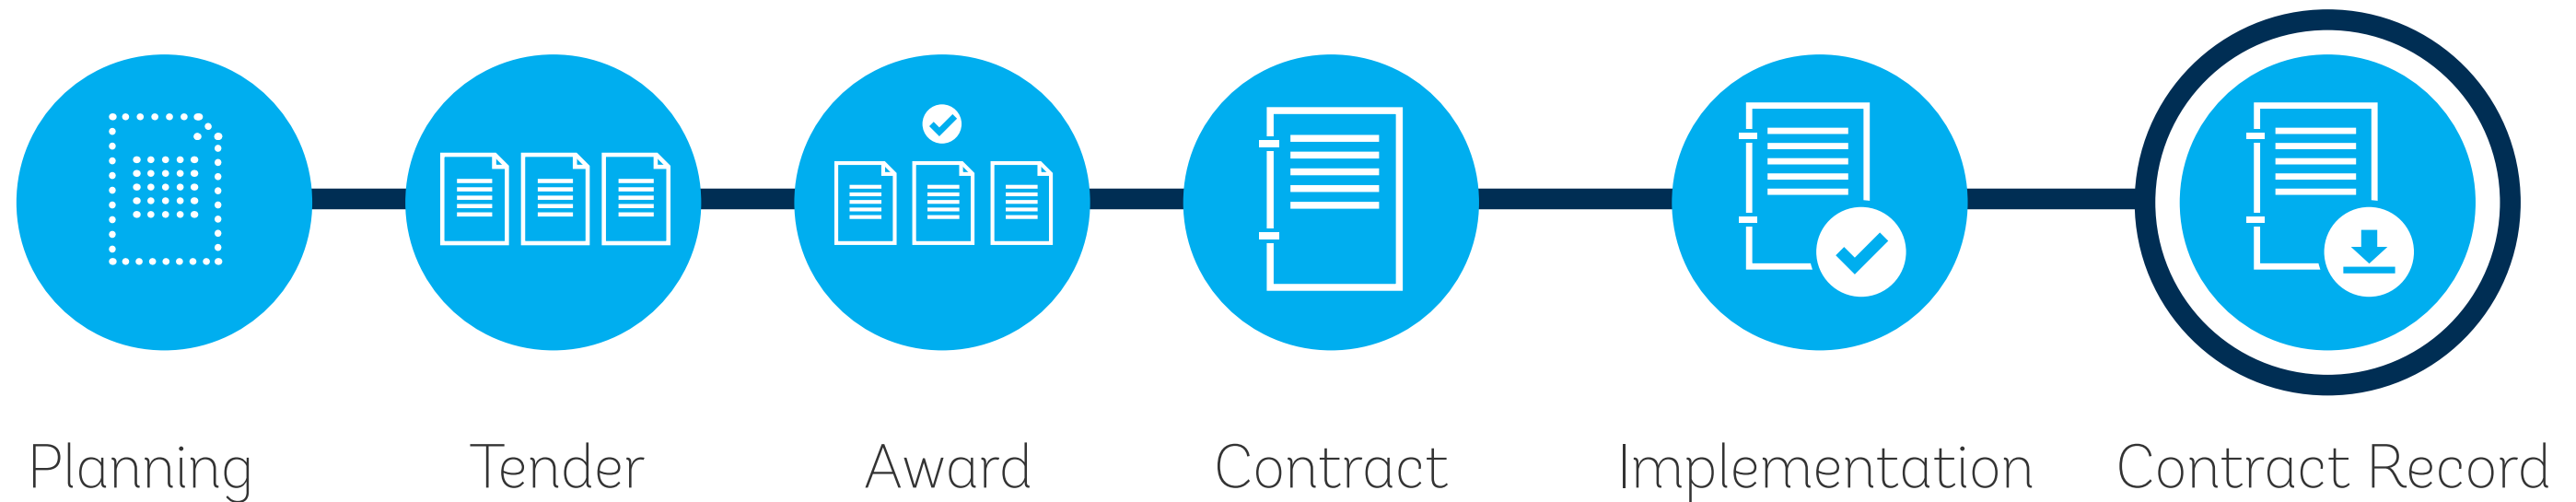 Planning
Tender
Award
Contract
Implementation
Contract Record